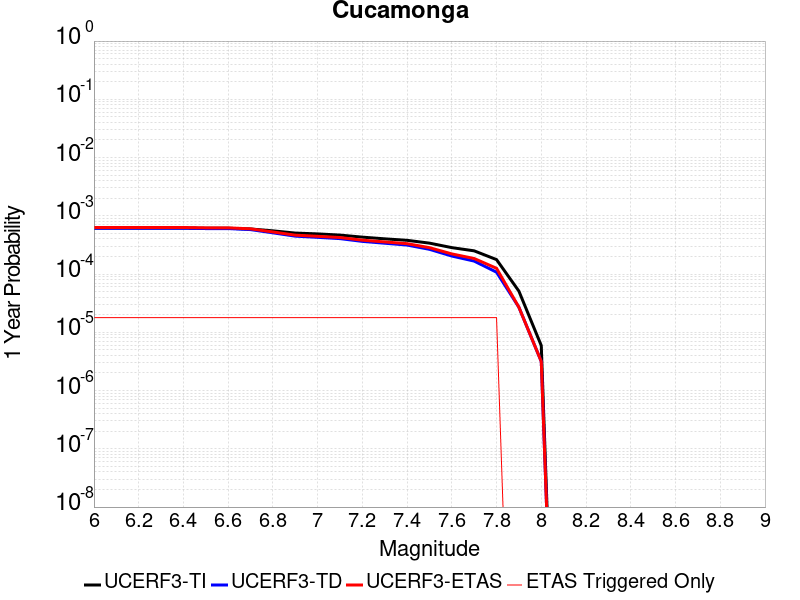 Cucamonga
10^0
10^-1
10^-2
10^-3
10^-4
10^-5
10^-6
10^-7
10^-8
1 Year Probability
6 6.2 6.4 6.6 6.8 7 7.2 7.4 7.6 7.8 8 8.2 8.4 8.6 8.8 9
Magnitude
UCERF3-TI UCERF3-TD UCERF3-ETAS ETAS Triggered Only